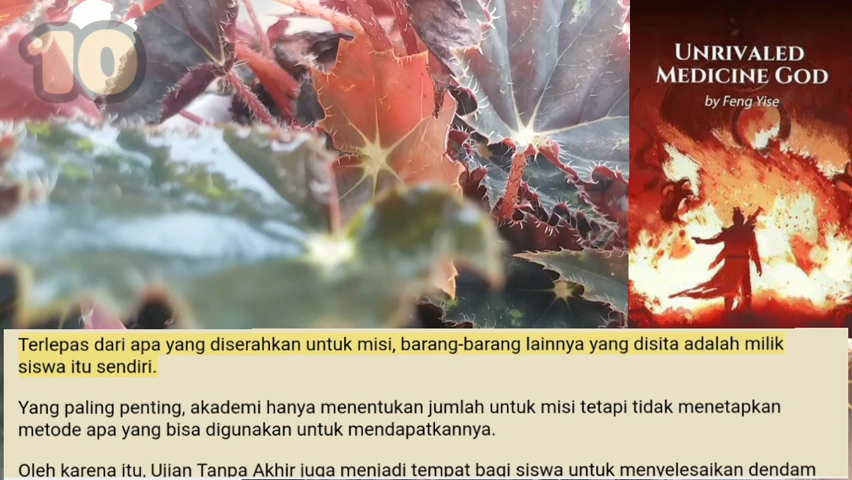 10
UNRIVALED
MEDICINE GOD
by Feng Yise
Terlepas dari apa yang diserahkan untuk misi, barang-barang lainnya yang disita adalah milik
siswa itu sendiri.
Yang paling penting, akademi hanya menentukan jumlah untuk misi tetapi tidak menetapkan
metode apa yang bisa digunakan untuk mendapatkannya.
Oleh karena itu, Ujian Tanpa Akhir juga menjadi tempat bagi siswa untuk menyelesaikan dendam